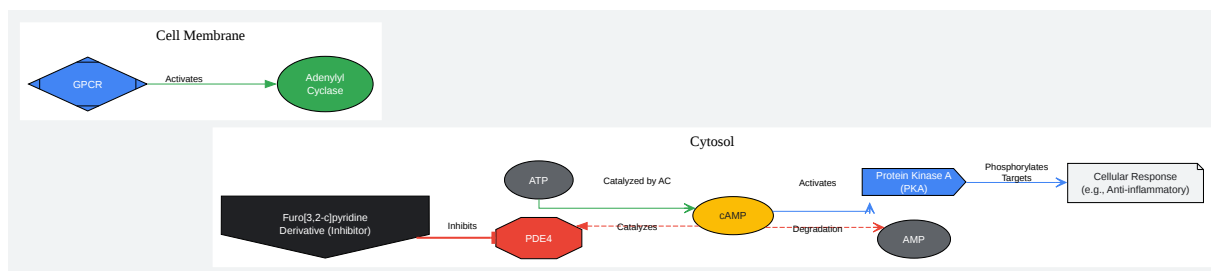 Cell Membrane
GPCR
Activates
Adenylyl
Cyclase
Cytosol
ATP
Catalyzed by AC
Activates
Protein Kinase A
(PKA)
Phosphorylates
Targets
Cellular Response
(e.g., Anti-inflammatory)
Furo[3,2-c]pyridine
Derivative (Inhibitor)
Inhibits
PDE4
Catalyzes
cAMP
Degradation
AMP